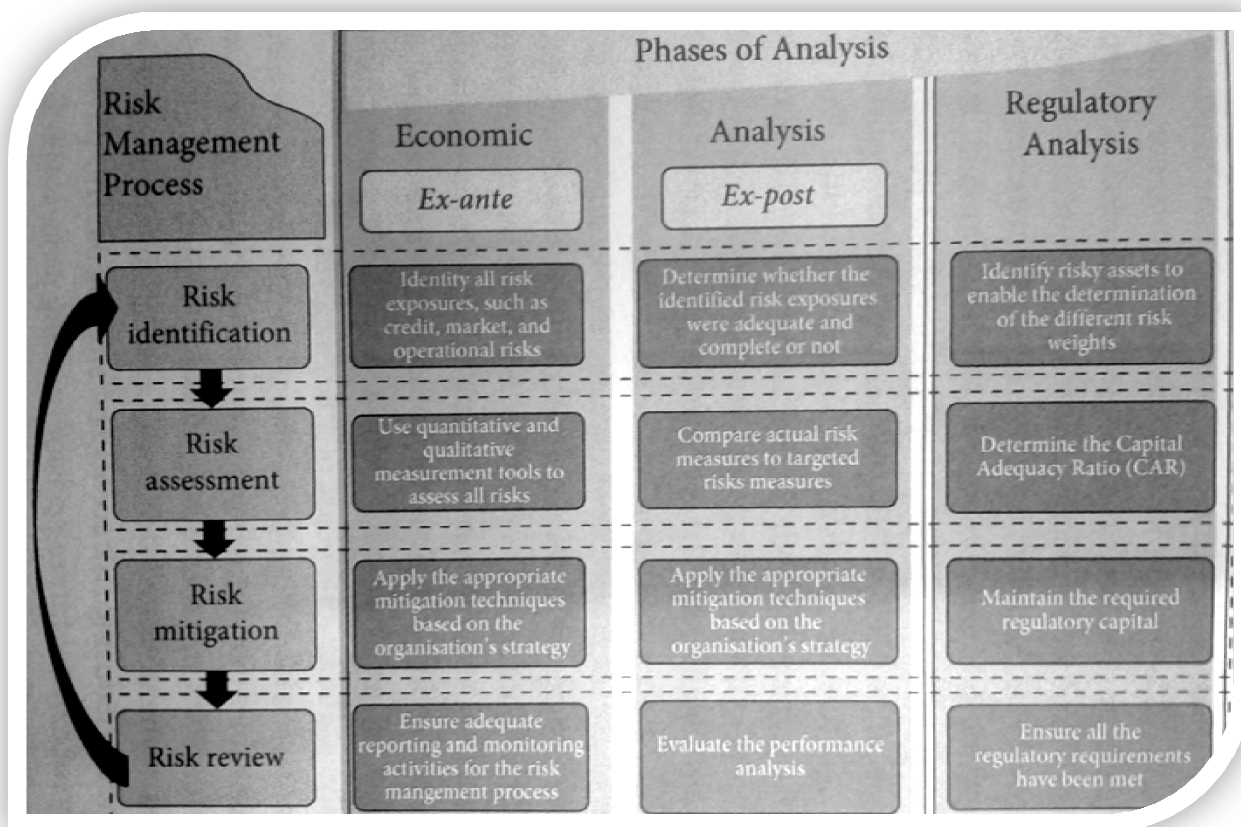 Phases of Analysis
Risk
Management
Process
Economic
Analysis
Regulatory
Analysis
Ex-ante
Ex-post
Risk
identification
Identity all risk
exposures, such as
credit, market, and
operational risks
Determine whether the
identified risk exposures
were adequate and
complete or not
Identify risky assets to
enable the determination
of the different risk
weights
Risk
assessment
Use quantitative and
qualitative
measurement tools to
assess all risks
Compare actual risk
measures to targeted
risks measures
Determine the Capital
Adequacy Ratio (CAR)
Risk
mitigation
Apply the appropriate
mitigation techniques
based on the
organisation's strategy
Apply the appropriate
mitigation techniques
based on the
organisation's strategy
Maintain the required
regulatory capital
Risk review
Ensure adequate
reporting and monitoring
activities for the risk
mangement process
Evaluate the performance
analysis
Ensure all the
regulatory requirements
have been met